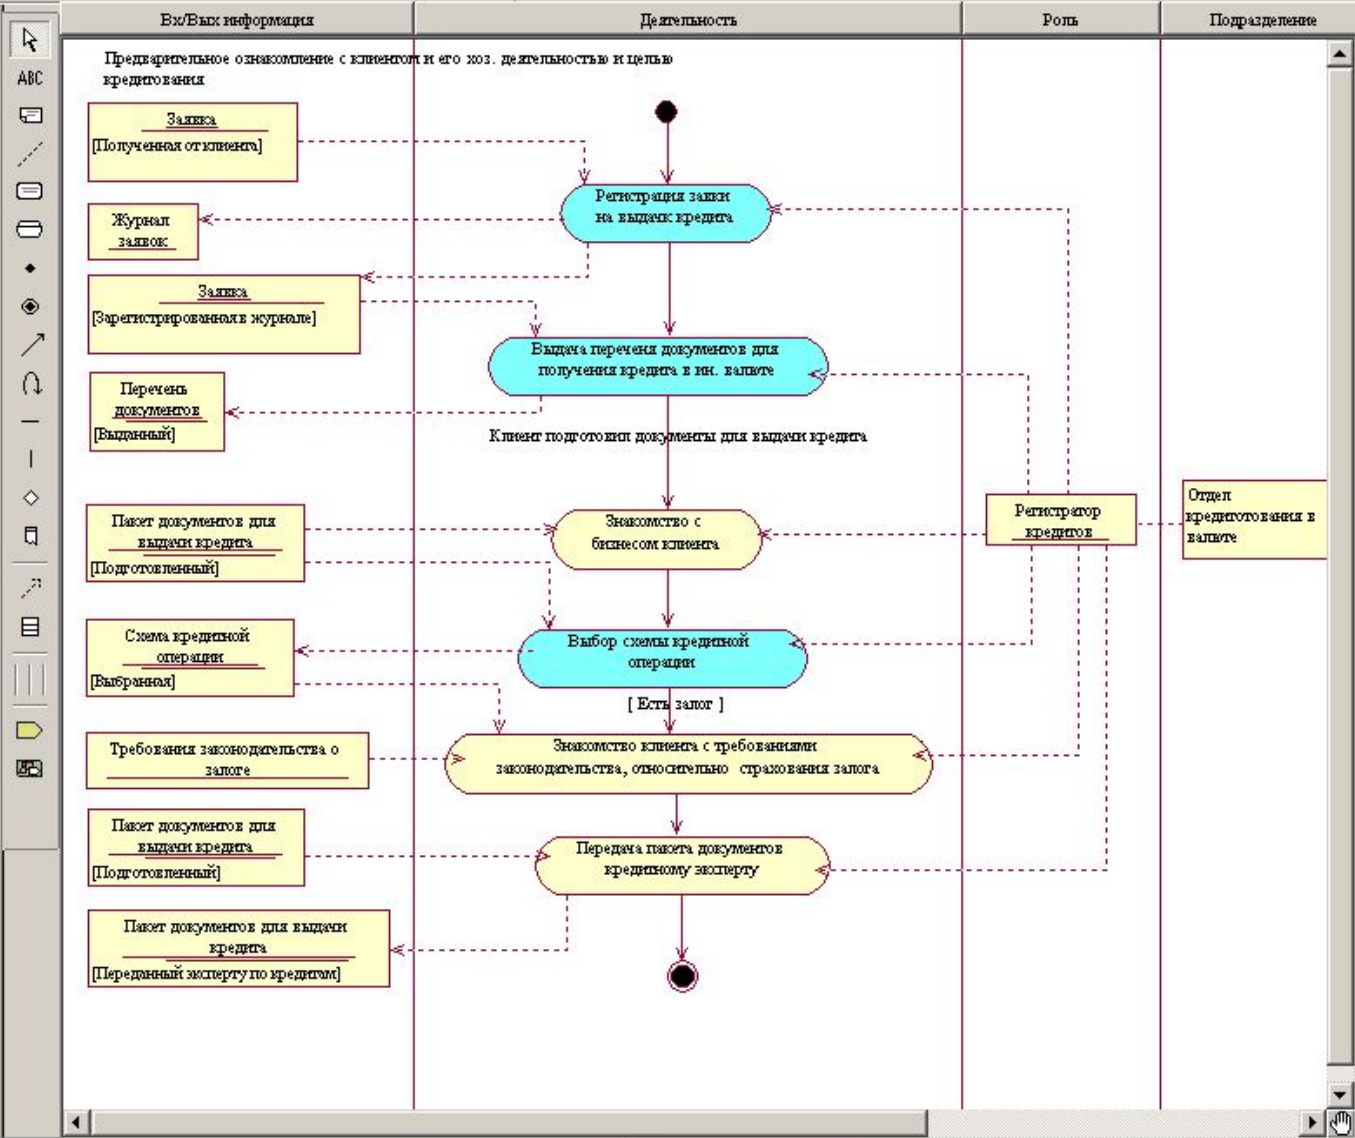 Вх/Вых информация
Деятельность
Роль
Подразделение
ABC
Предварительное ознакомление с клиентом и его хоз. деятельностью и целью
кредитования
Заявка
[Полученная от клиента]
Регистрация завки
на выдачк кредита
Журнал
заявок
Заявка
[Зарегистрированная в журнале]
Выдача переченя документов для
получения кредита в ин. валюте
Перечень
документов
[Выданный]
Клиент подготовил документы для выдачи кредита
Пакет документов для
выдачи кредита
[Подготовленный]
Знакомство с
бизнесом клиента
Регистратор
кредитов
Отдел
кредитотования в
валюте
Схема кредитной
операции
[Выбранная]
Выбор схемы кредитной
операции
[ Есть залог ]
Требования законодательства о
залоге
Знакомство клиента с требованиями
законодательства, относительно страхования залога
Пакет документов для
выдачи кредита
[Подготовленный]
Передача пакета документов
кредитному эксперту
Пакет документов для выдачи
кредита
[Переданный эксперту по кредитам]